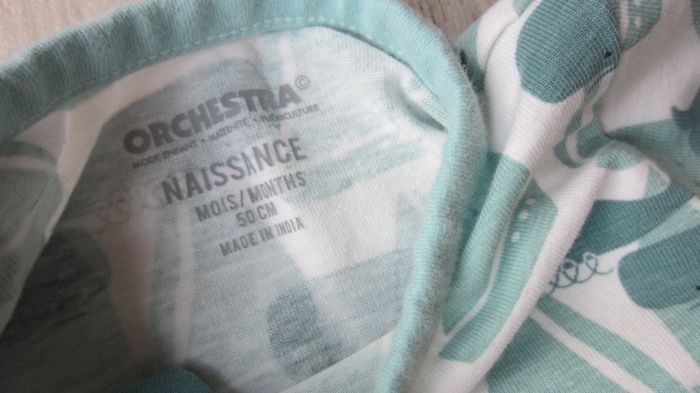 ORCHESTRA©
MODE ENFANT • MATERNITÉ • PUÉRICULTURE
NAISSANCE
MOIS/MONTHS
50 CM
MADE IN INDIA